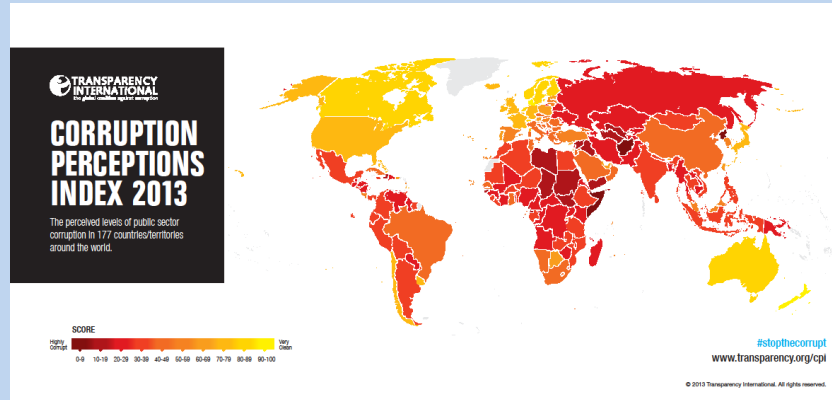 TRANSPARENCY
INTERNATIONAL
the global coalition against corruption
CORRUPTION
PERCEPTIONS
INDEX 2013
The perceived levels of public sector
corruption in 177 countries/territories
around the world.
SCORE
Highly
Corrupt
Very
Clean
0-9 10-19 20-29 30-39 40-49 50-59 60-69 70-79 80-89 90-100
#stopthecorrupt
www.transparency.org/cpi
© 2013 Transparency International. All rights reserved.